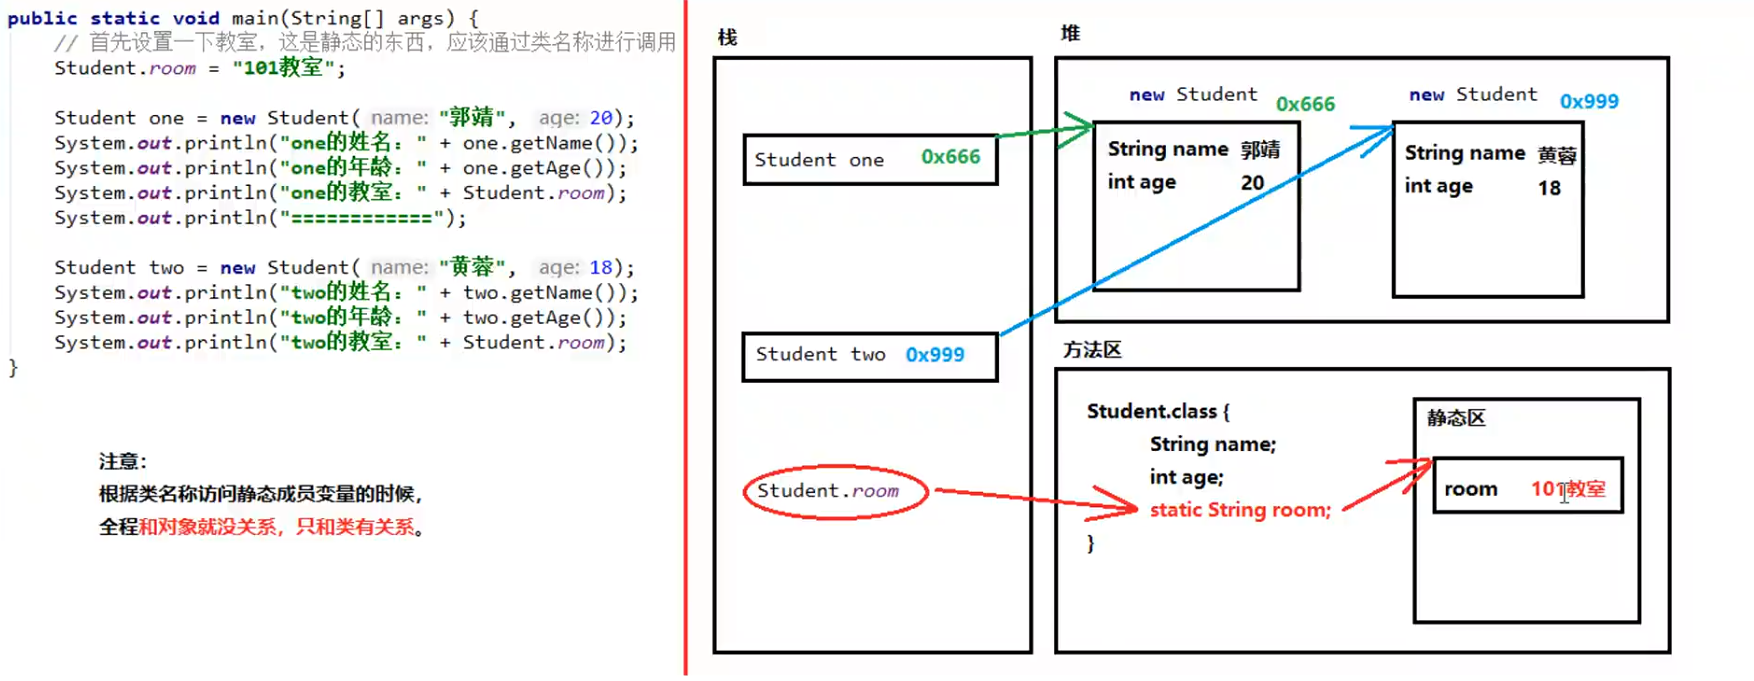 public static void main(String[] args) {
// 首先设置一下教室，这是静态的东西，应该通过类名称进行调用
Student.room = "101教室";
Student one = new Student( name: "郭靖", age: 20);
System.out.println("one的姓名：" + one.getName());
System.out.println("one的年龄：" + one.getAge());
System.out.println("one的教室：" + Student.room);
System.out.println("============");
Student two = new Student( name: "黄蓉", age: 18);
System.out.println("two的姓名：" + two.getName());
System.out.println("two的年龄：" + two.getAge());
System.out.println("two的教室：" + Student.room);
}
注意：
根据类名称访问静态成员变量的时候，
全程和对象就没关系，只和类有关系。
栈
Student one 0x666
Student two 0x999
Student.room
堆
new Student 0x666
String name 郭靖
int age 20
new Student 0x999
String name 黄蓉
int age 18
方法区
Student.class {
String name;
int age;
static String room;
}
静态区
room 101教室